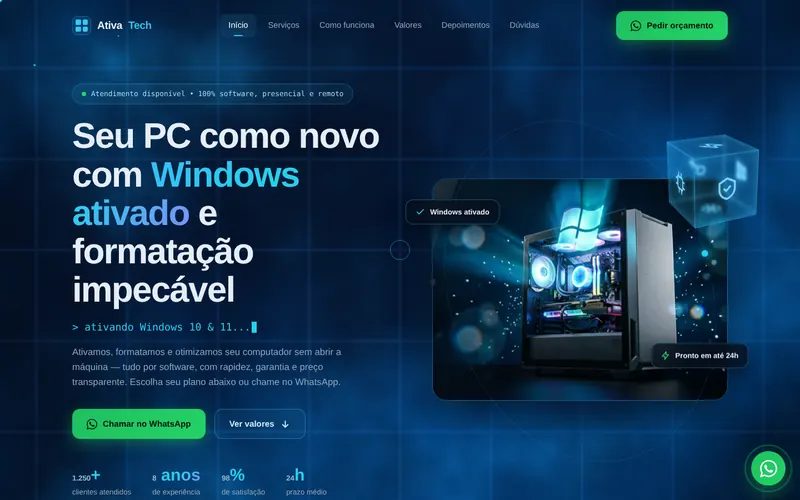 Ativa Tech
Início
Serviços
Como funciona
Valores
Depoimentos
Dúvidas
Pedir orçamento
Atendimento disponível • 100% software, presencial e remoto
Seu PC como novo
com Windows
ativado e
formatação
impecável
> ativando Windows 10 & 11...
Ativamos, formatamos e otimizamos seu computador sem abrir a
máquina — tudo por software, com rapidez, garantia e preço
transparente. Escolha seu plano abaixo ou chame no WhatsApp.
Chamar no WhatsApp
Ver valores ↓
Windows ativado
Pronto em até 24h
1.250+
clientes atendidos
8 anos
de experiência
98%
de satisfação
24h
prazo médio